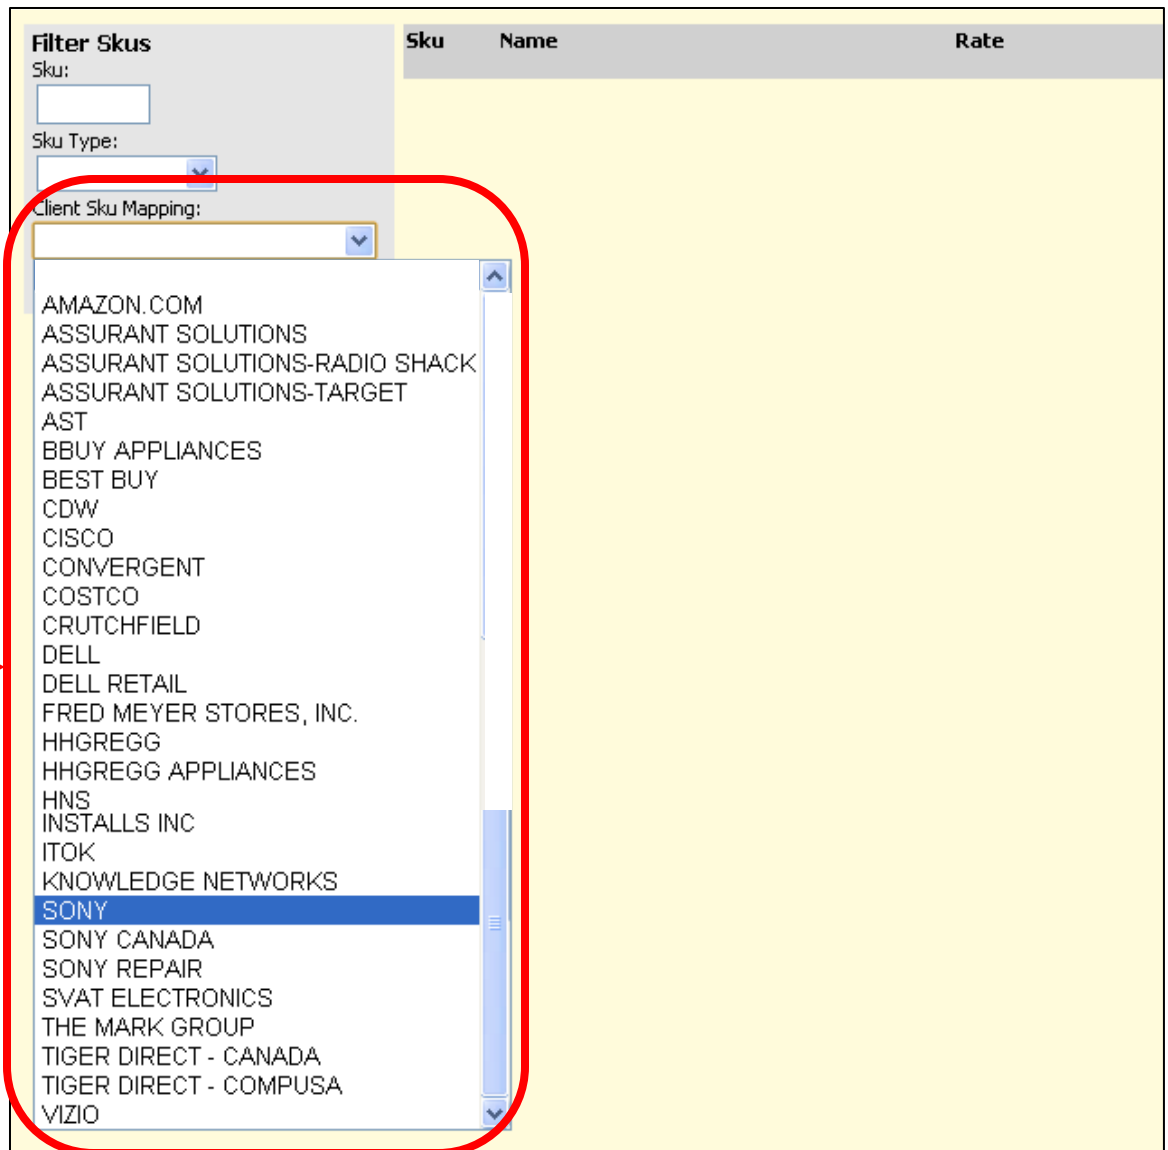 Filter Skus
Sku Name Rate
Sku:
Sku Type:
Client Sku Mapping:
AMAZON.COM
ASSURANT SOLUTIONS
ASSURANT SOLUTIONS-RADIO SHACK
ASSURANT SOLUTIONS-TARGET
AST
BBUY APPLIANCES
BEST BUY
CDW
CISCO
CONVERGENT
COSTCO
CRUTCHFIELD
DELL
DELL RETAIL
FRED MEYER STORES, INC.
HHGREGG
HHGREGG APPLIANCES
HNS
INSTALLS INC
ITOK
KNOWLEDGE NETWORKS
SONY
SONY CANADA
SONY REPAIR
SVAT ELECTRONICS
THE MARK GROUP
TIGER DIRECT - CANADA
TIGER DIRECT - COMPUSA
VIZIO